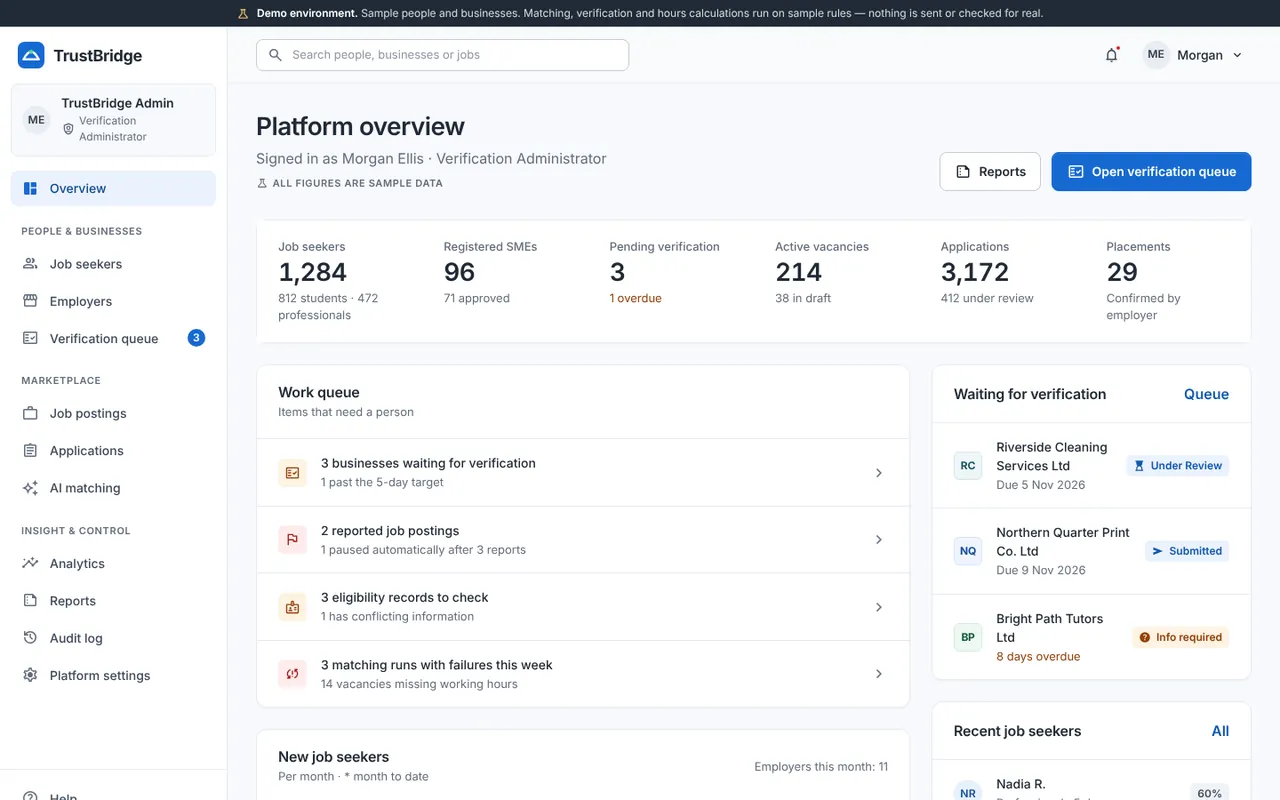 Demo environment. Sample people and businesses. Matching, verification and hours calculations run on sample rules — nothing is sent or checked for real.
TrustBridge
Search people, businesses or jobs
ME
Morgan
ME
TrustBridge Admin
Verification
Administrator
Overview
PEOPLE & BUSINESSES
Job seekers
Employers
Verification queue
3
MARKETPLACE
Job postings
Applications
AI matching
INSIGHT & CONTROL
Analytics
Reports
Audit log
Platform settings
Help
Platform overview
Signed in as Morgan Ellis · Verification Administrator
ALL FIGURES ARE SAMPLE DATA
Reports
Open verification queue
Job seekers
1,284
812 students · 472
professionals
Registered SMEs
96
71 approved
Pending verification
3
1 overdue
Active vacancies
214
38 in draft
Applications
3,172
412 under review
Placements
29
Confirmed by
employer
Work queue
Items that need a person
3 businesses waiting for verification
1 past the 5-day target
2 reported job postings
1 paused automatically after 3 reports
3 eligibility records to check
1 has conflicting information
3 matching runs with failures this week
14 vacancies missing working hours
New job seekers
Per month · * month to date
Employers this month: 11
Waiting for verification
Queue
RC
Riverside Cleaning
Services Ltd
Due 5 Nov 2026
Under Review
NQ
Northern Quarter Print
Co. Ltd
Due 9 Nov 2026
Submitted
BP
Bright Path Tutors
Ltd
8 days overdue
Info required
Recent job seekers
All
NR
Nadia R.
60%